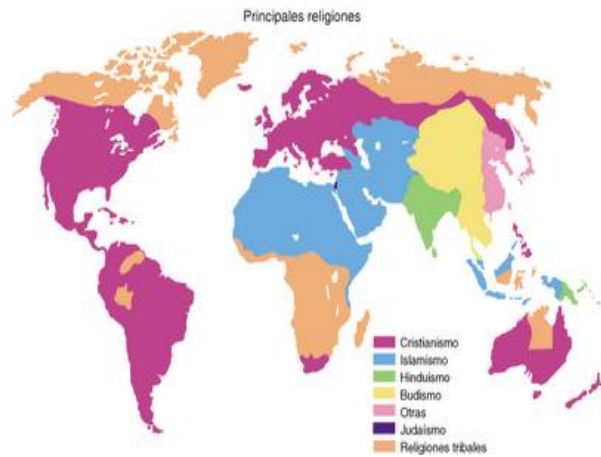 Principales religiones
Cristianismo
Islamismo
Hinduismo
Budismo
Otras
Judaísmo
Religiones tribales